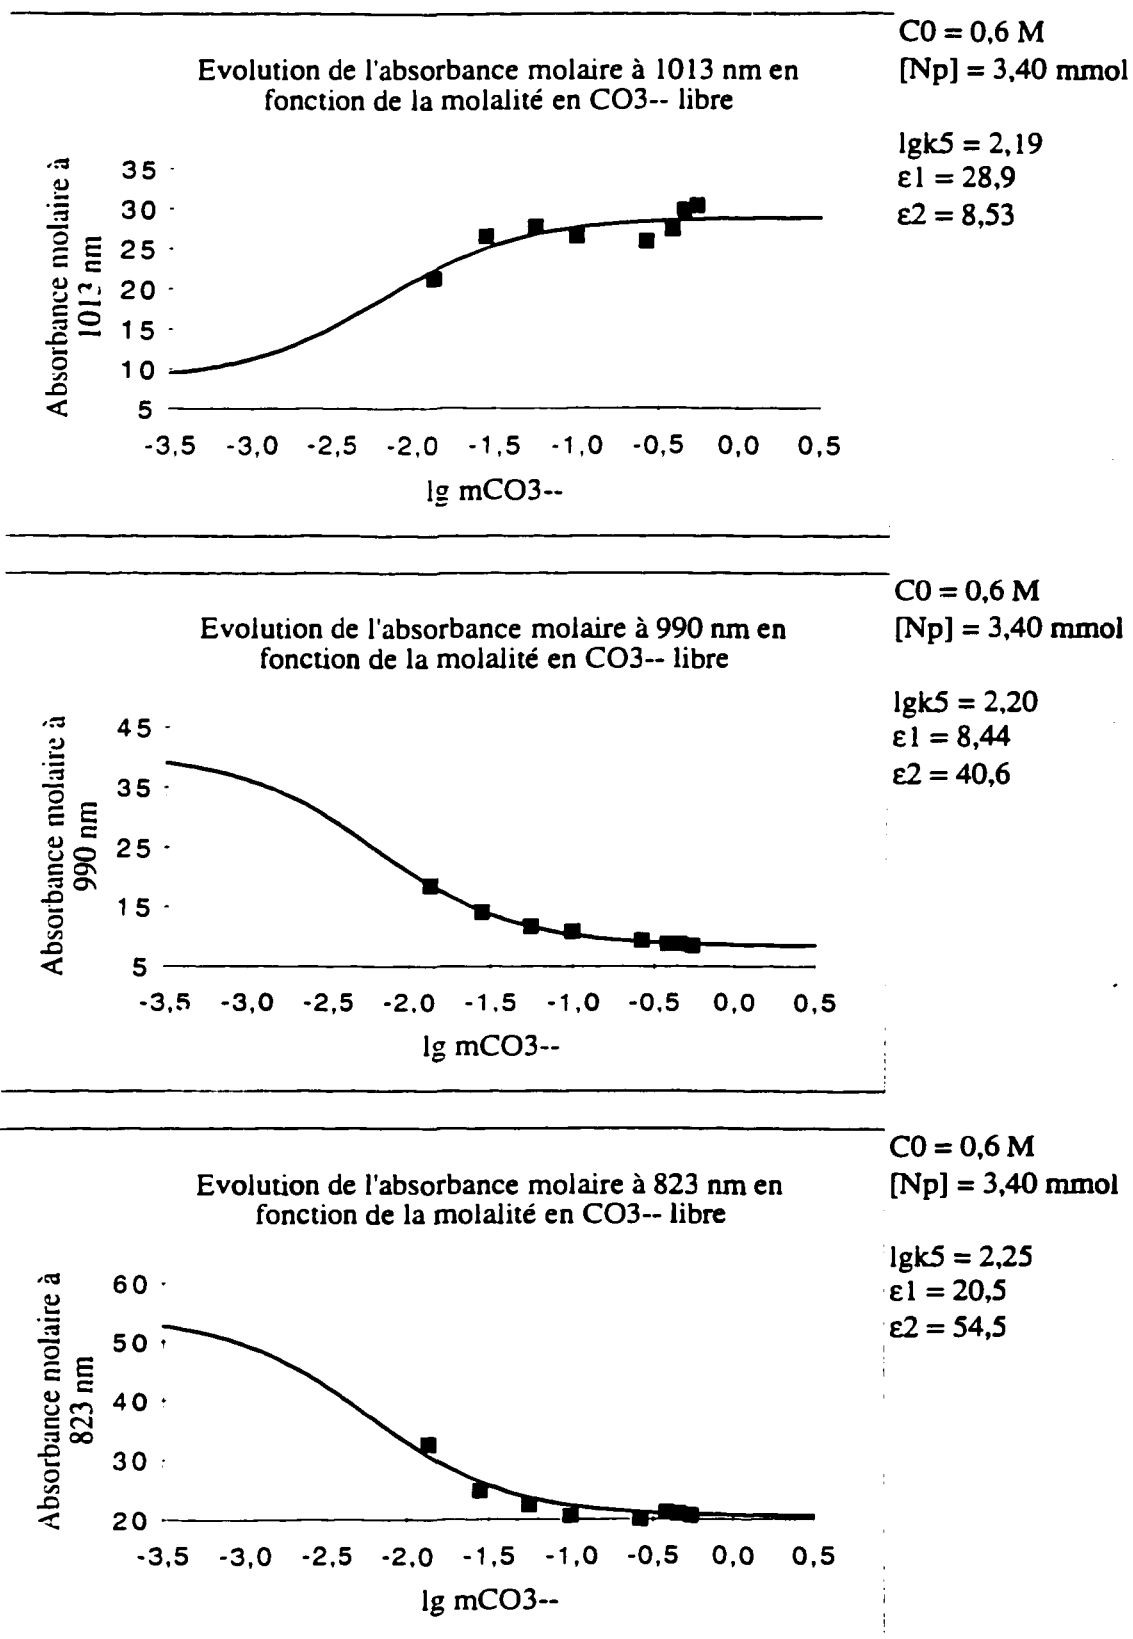 C0 = 0,6 M
[Np] = 3,40 mmol
Evolution de l'absorbance molaire à 1013 nm en
fonction de la molalité en CO3-- libre
lgk5 = 2,19
ε1 = 28,9
ε2 = 8,53
Absorbance molaire à
1013 nm
35
30
25
20
15
10
5
-3,5 -3,0 -2,5 -2,0 -1,5 -1,0 -0,5 0,0 0,5
lg mCO3--
C0 = 0,6 M
[Np] = 3,40 mmol
Evolution de l'absorbance molaire à 990 nm en
fonction de la molalité en CO3-- libre
lgk5 = 2,20
ε1 = 8,44
ε2 = 40,6
Absorbance molaire à
990 nm
45
35
25
15
5
-3,5 -3,0 -2,5 -2,0 -1,5 -1,0 -0,5 0,0 0,5
lg mCO3--
C0 = 0,6 M
[Np] = 3,40 mmol
Evolution de l'absorbance molaire à 823 nm en
fonction de la molalité en CO3-- libre
lgk5 = 2,25
ε1 = 20,5
ε2 = 54,5
Absorbance molaire à
823 nm
60
50
40
30
20
-3,5 -3,0 -2,5 -2,0 -1,5 -1,0 -0,5 0,0 0,5
lg mCO3--